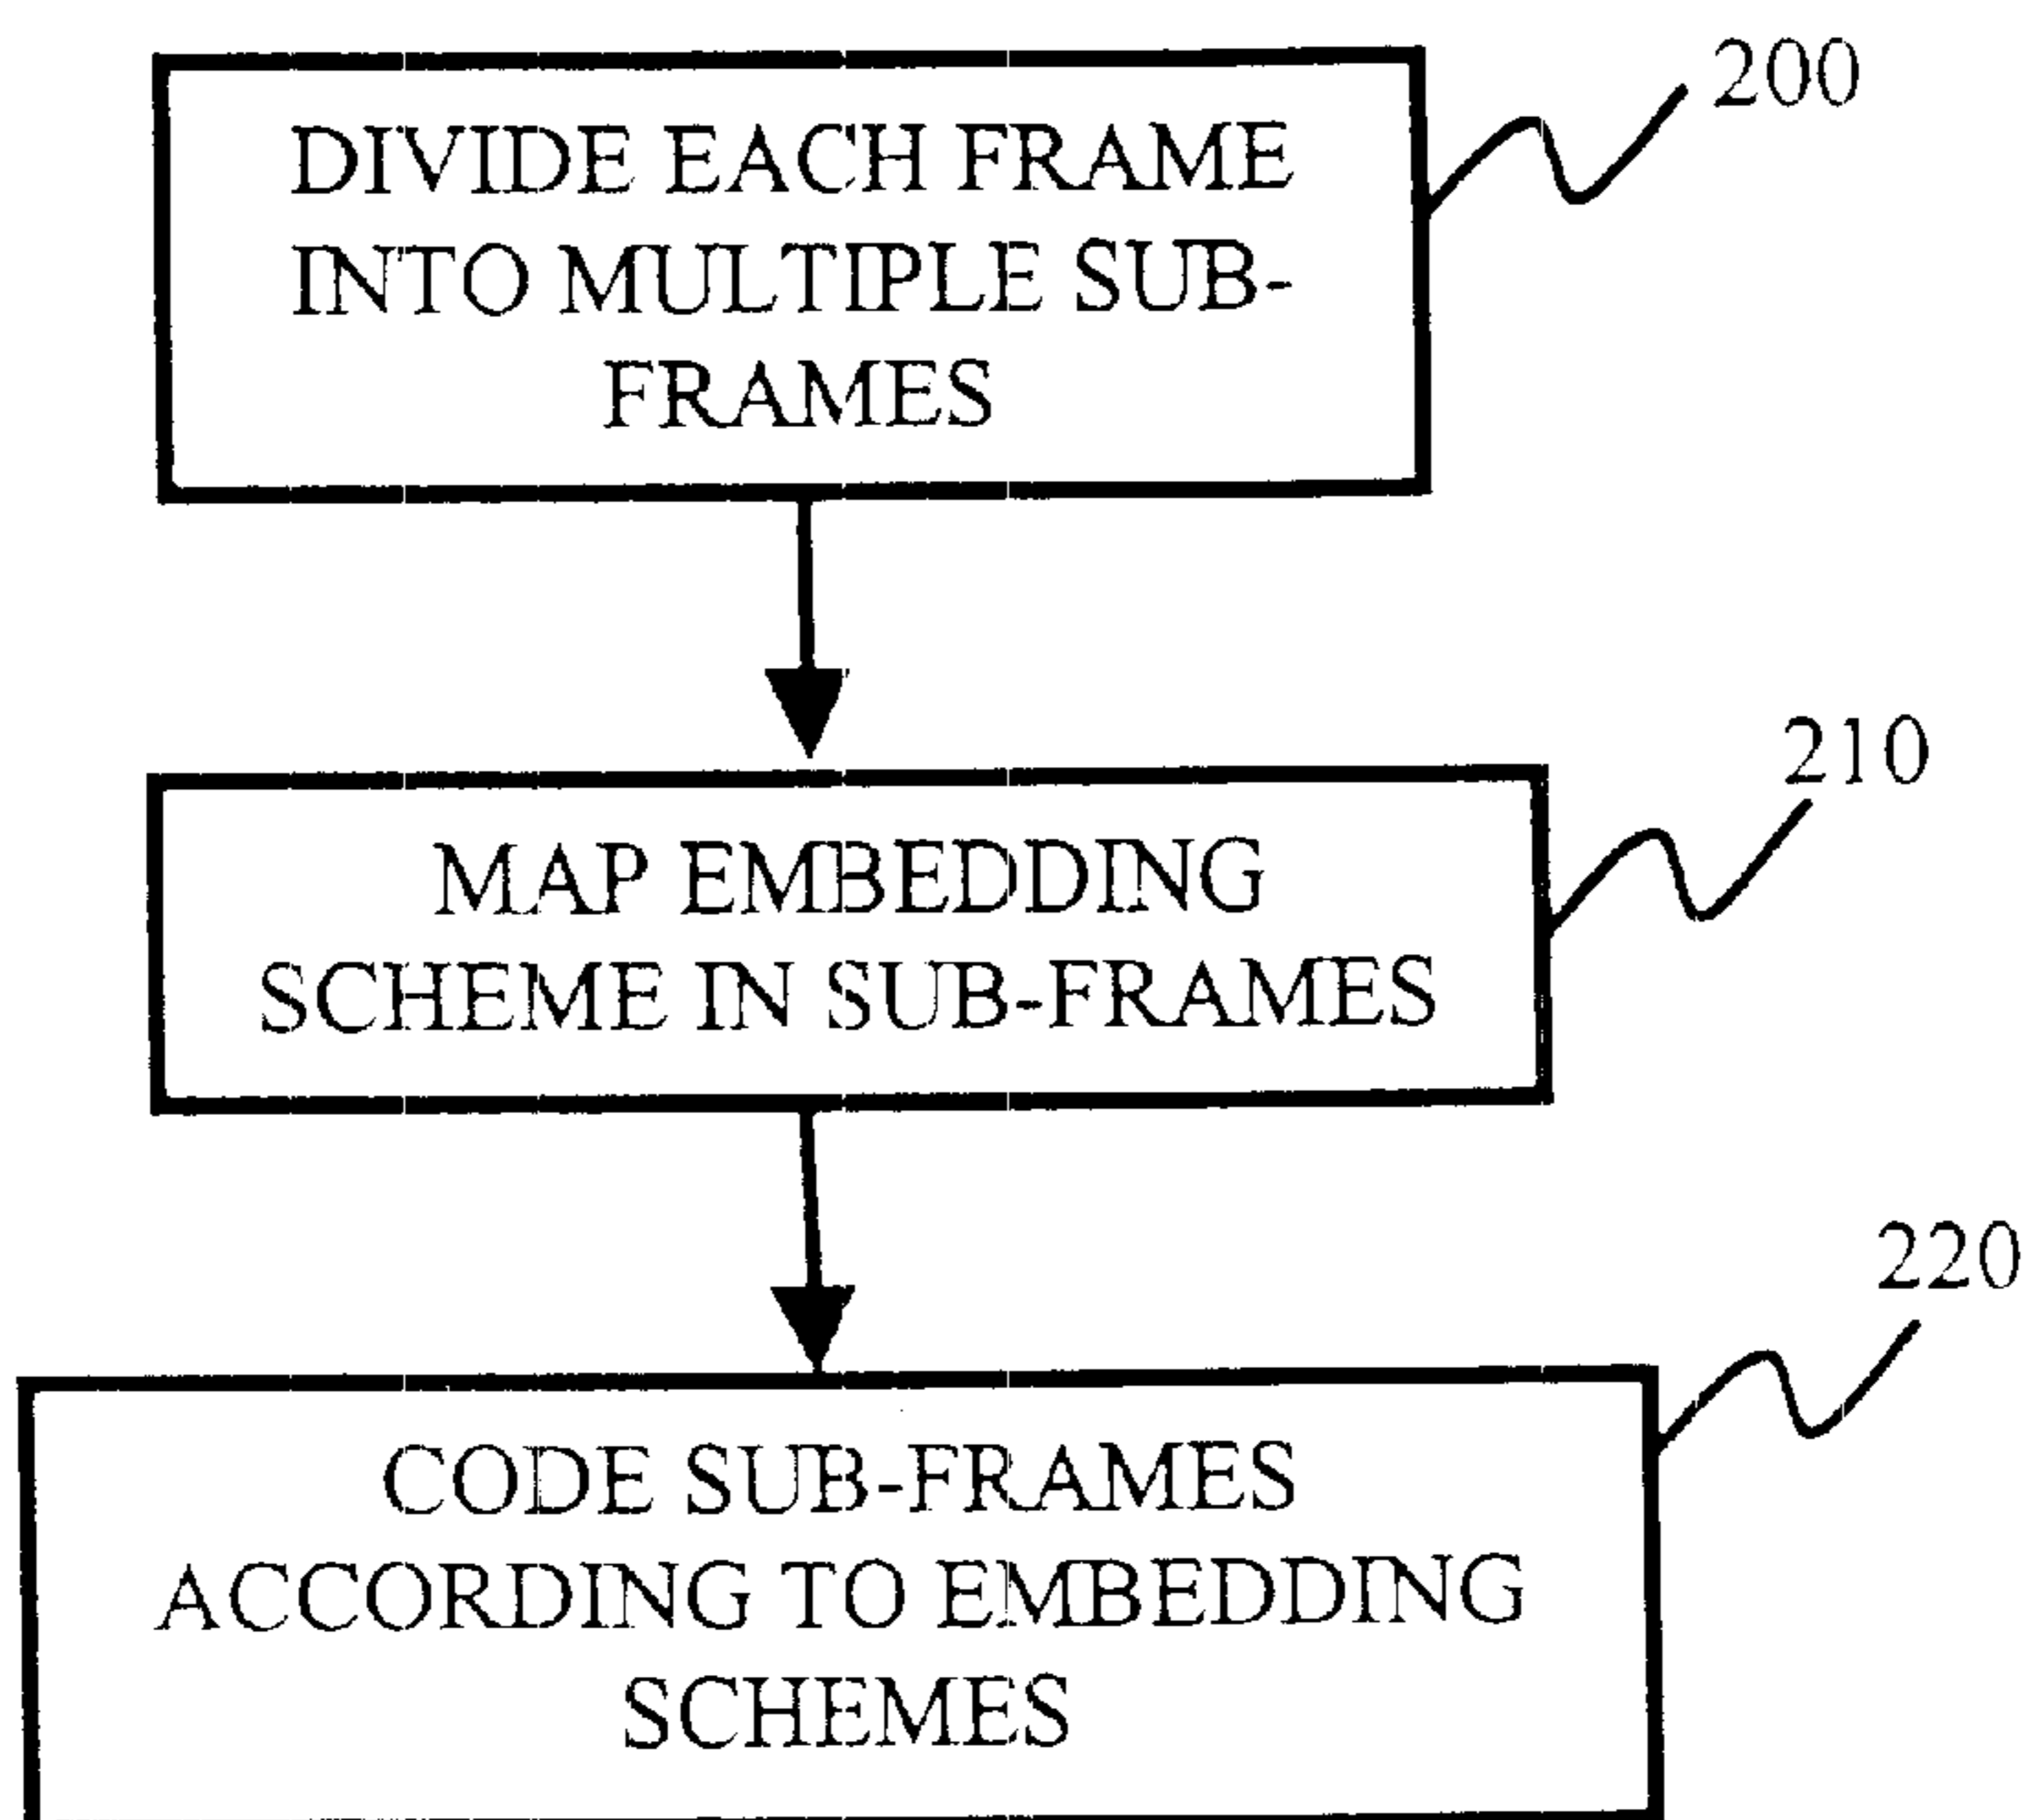 200
DIVIDE EACH FRAME
INTO MULTIPLE SUB-
FRAMES
210
MAP EMBEDDING
SCHEME IN SUB-FRAMES
220
CODE SUB-FRAMES
ACCORDING TO EMBEDDING
SCHEMES